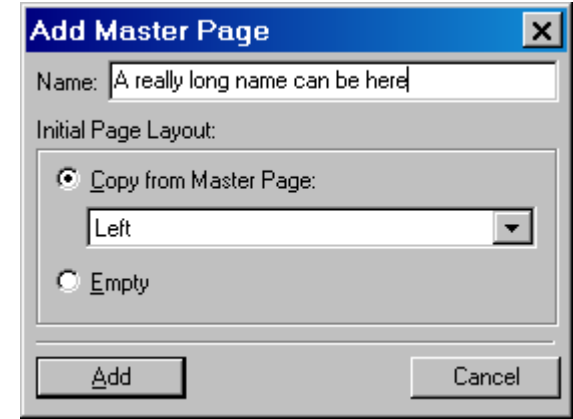 Add Master Page
Name: A really long name can be here
Initial Page Layout:
Copy from Master Page:
Left
Empty
Add Cancel